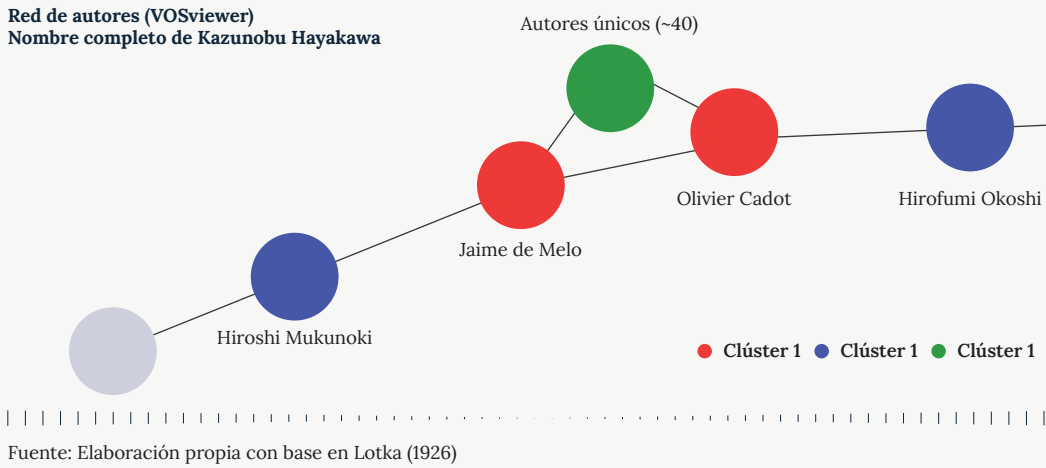 Red de autores (VOSviewer)
Nombre completo de Kazunobu Hayakawa
Autores únicos (~40)
Olivier Cadot
Hirofumi Okoshi
Jaime de Melo
Hiroshi Mukunoki
Clúster 1
Clúster 1
Clúster 1
Fuente: Elaboración propia con base en Lotka (1926)